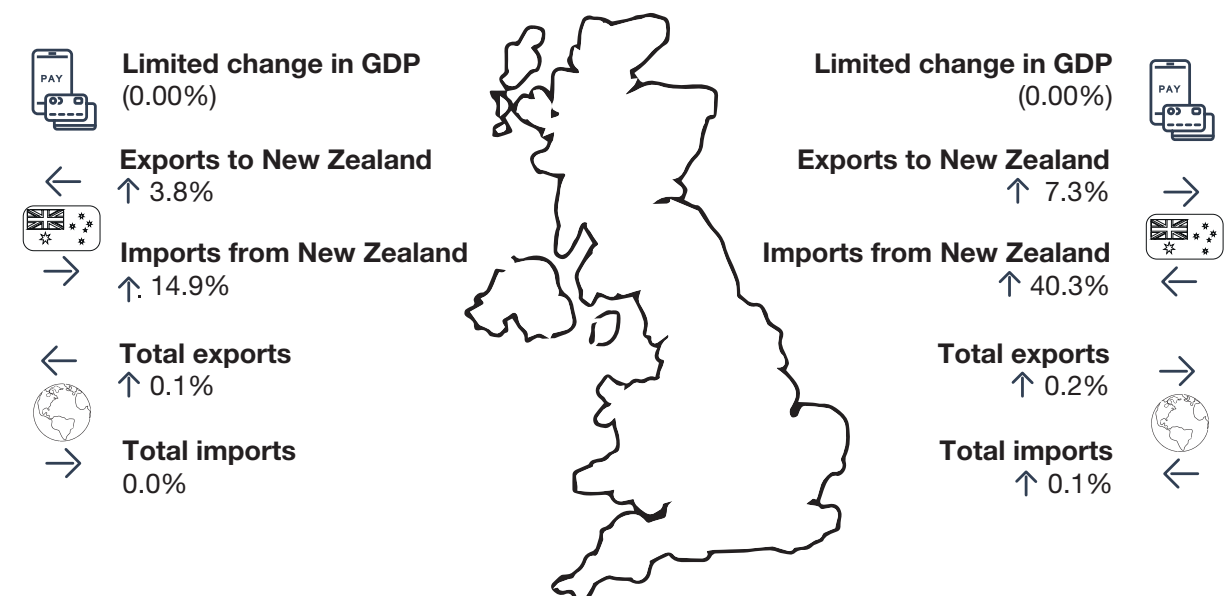 PAY
Limited change in GDP
(0.00%)
Exports to New Zealand
↑ 3.8%
Imports from New Zealand
↑. 14.9%
Total exports
↑ 0.1%
Total imports
0.0%
Limited change in GDP
(0.00%)
PAY
Exports to New Zealand
↑ 7.3%
Imports from New Zealand
↑ 40.3%
Total exports
↑ 0.2%
Total imports
↑ 0.1%